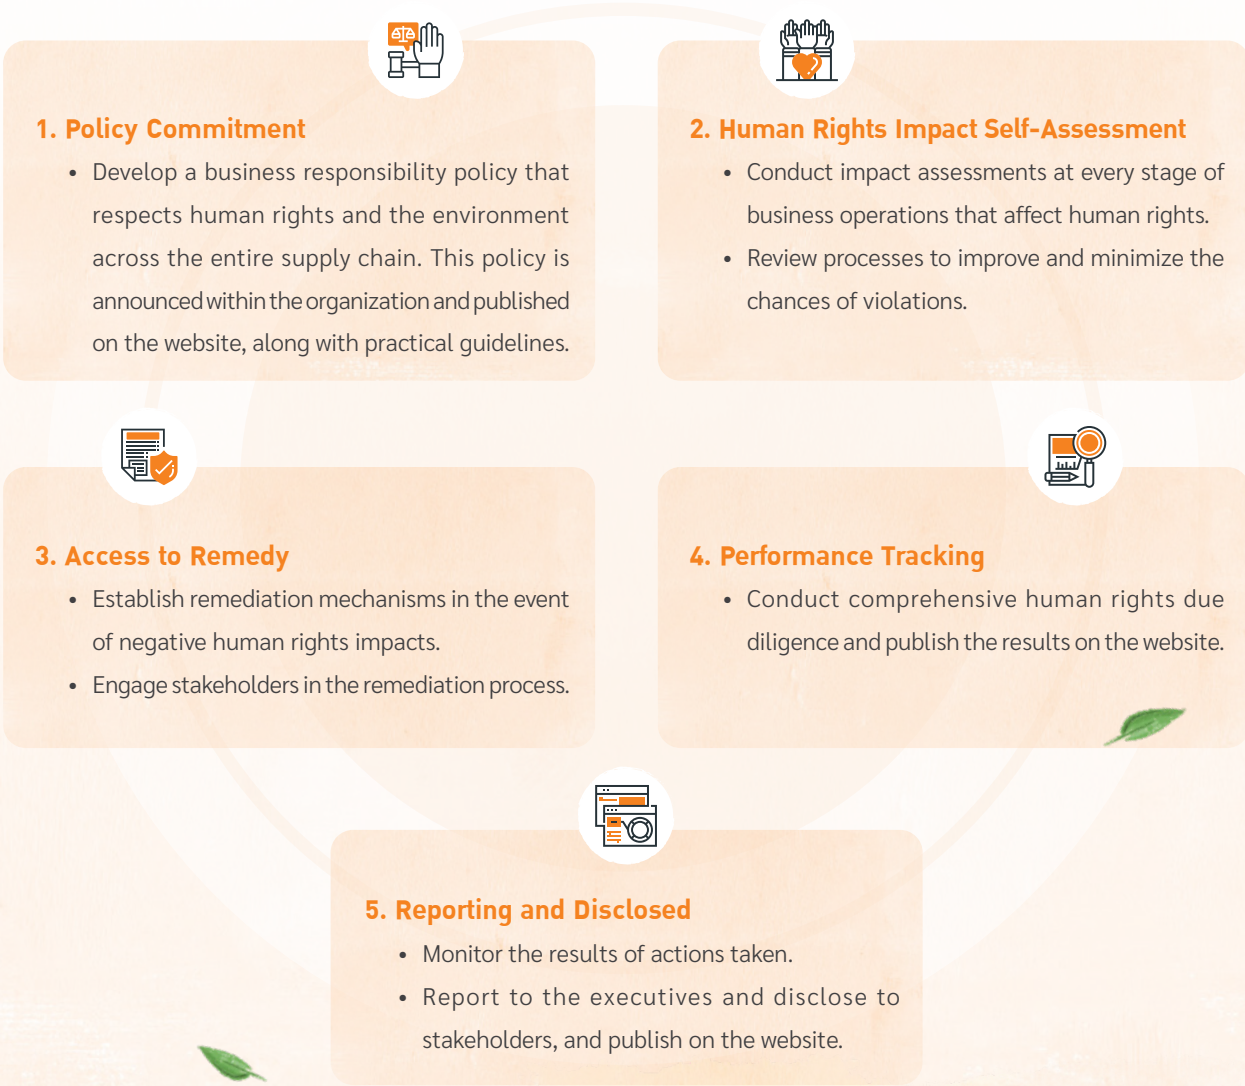 1. Policy Commitment
• Develop a business responsibility policy that
respects human rights and the environment
across the entire supply chain. This policy is
announced within the organization and published
on the website, along with practical guidelines.
2. Human Rights Impact Self-Assessment
• Conduct impact assessments at every stage of
business operations that affect human rights.
• Review processes to improve and minimize the
chances of violations.
3. Access to Remedy
• Establish remediation mechanisms in the event
of negative human rights impacts.
• Engage stakeholders in the remediation process.
4. Performance Tracking
• Conduct comprehensive human rights due
diligence and publish the results on the website.
5. Reporting and Disclosed
• Monitor the results of actions taken.
• Report to the executives and disclose to
stakeholders, and publish on the website.